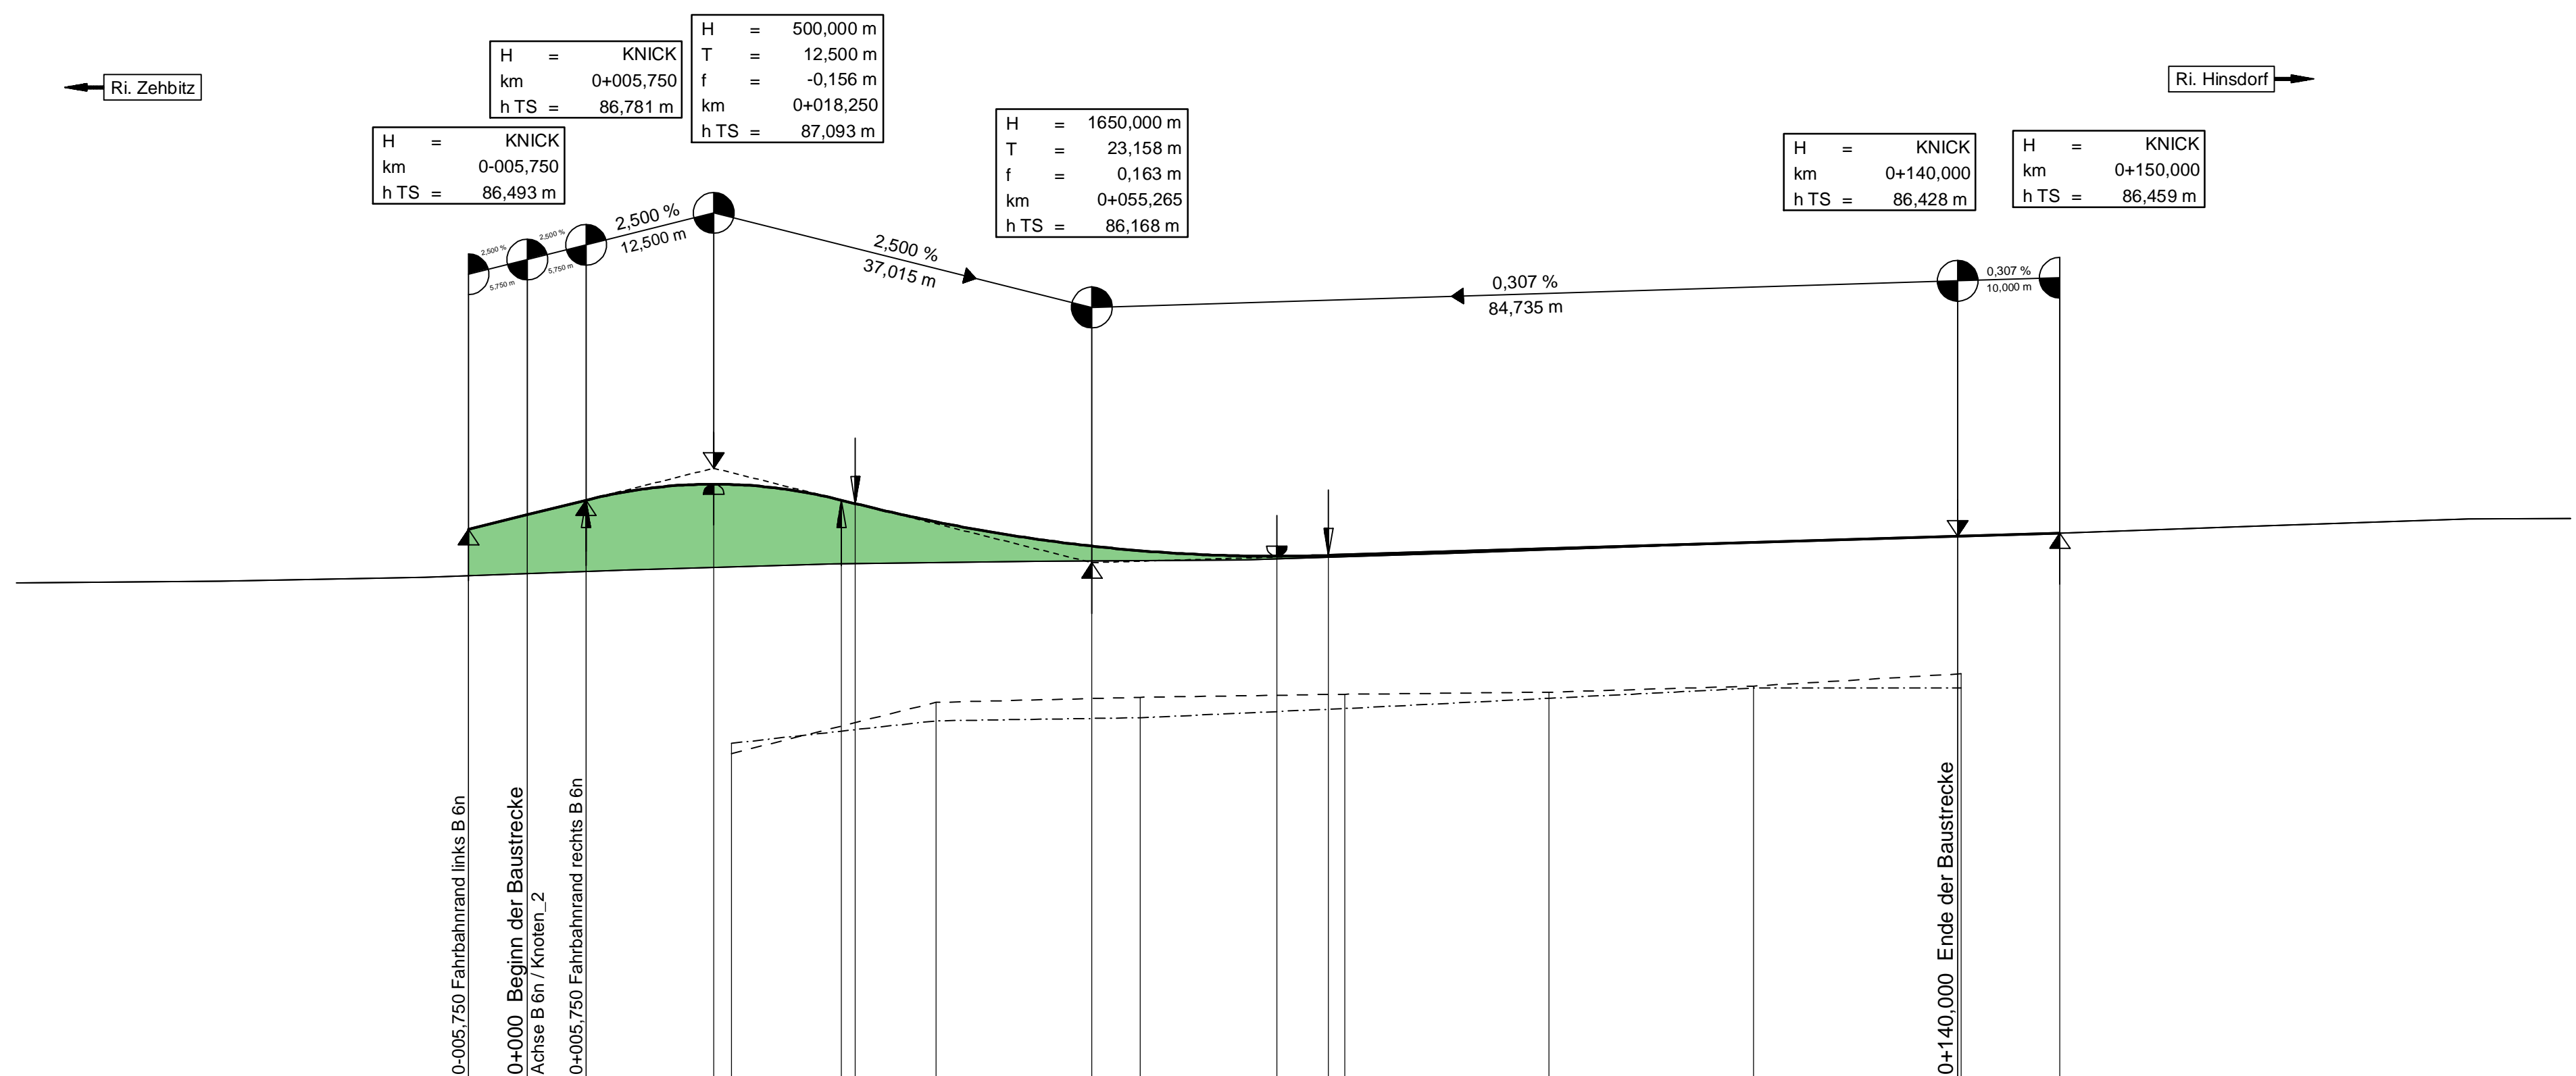 Ri. Zehbitz
H = KNICK
km 0-005,750
h TS = 86,493 m
H = KNICK
km 0+005,750
h TS = 86,781 m
H = 500,000 m
T = 12,500 m
f = -0,156 m
km 0+018,250
h TS = 87,093 m
H = 1650,000 m
T = 23,158 m
f = 0,163 m
km 0+055,265
h TS = 86,168 m
H = KNICK
km 0+140,000
h TS = 86,428 m
H = KNICK
km 0+150,000
h TS = 86,459 m
Ri. Hinsdorf
2,500 %
5,750 m
2,500 %
5,750 m
2,500 %
12,500 m
2,500 %
37,015 m
0,307 %
84,735 m
0,307 %
10,000 m
0-005,750 Fahrbahnrand links B 6n
0+000 Beginn der Baustrecke
Achse B 6n / Knoten_2
0+005,750 Fahrbahnrand rechts B 6n
0+140,000 Ende der Baustrecke